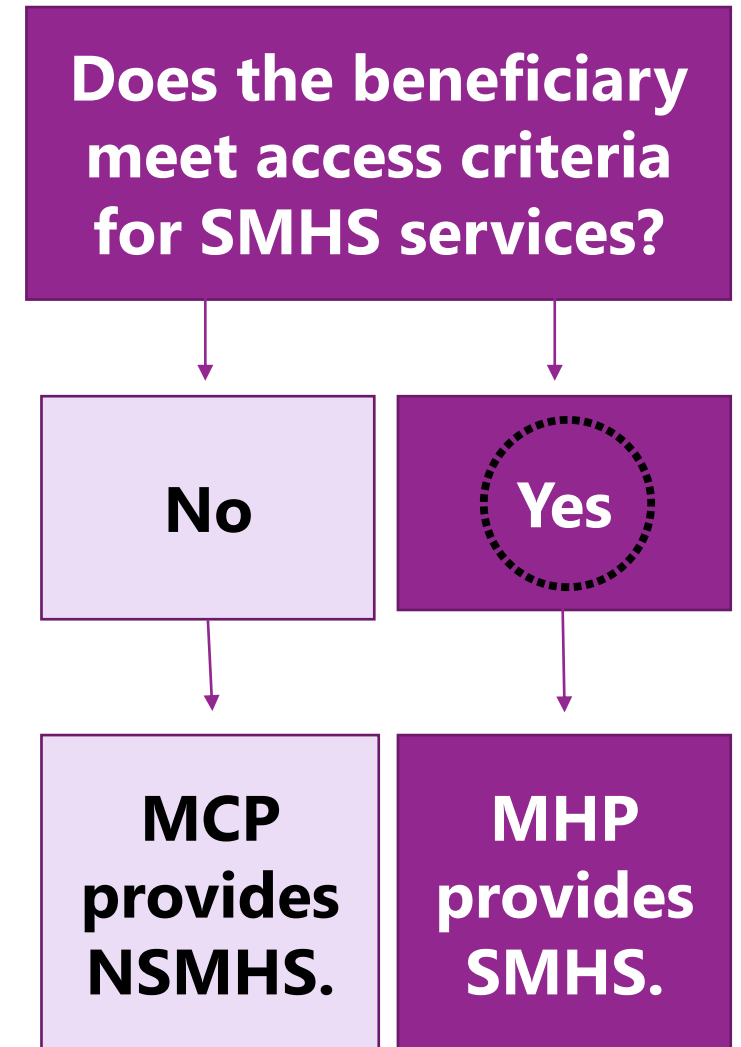 Does the beneficiary
meet access criteria
for SMHS services?
No
Yes
MCP
provides
NSMHS.
MHP
provides
SMHS.